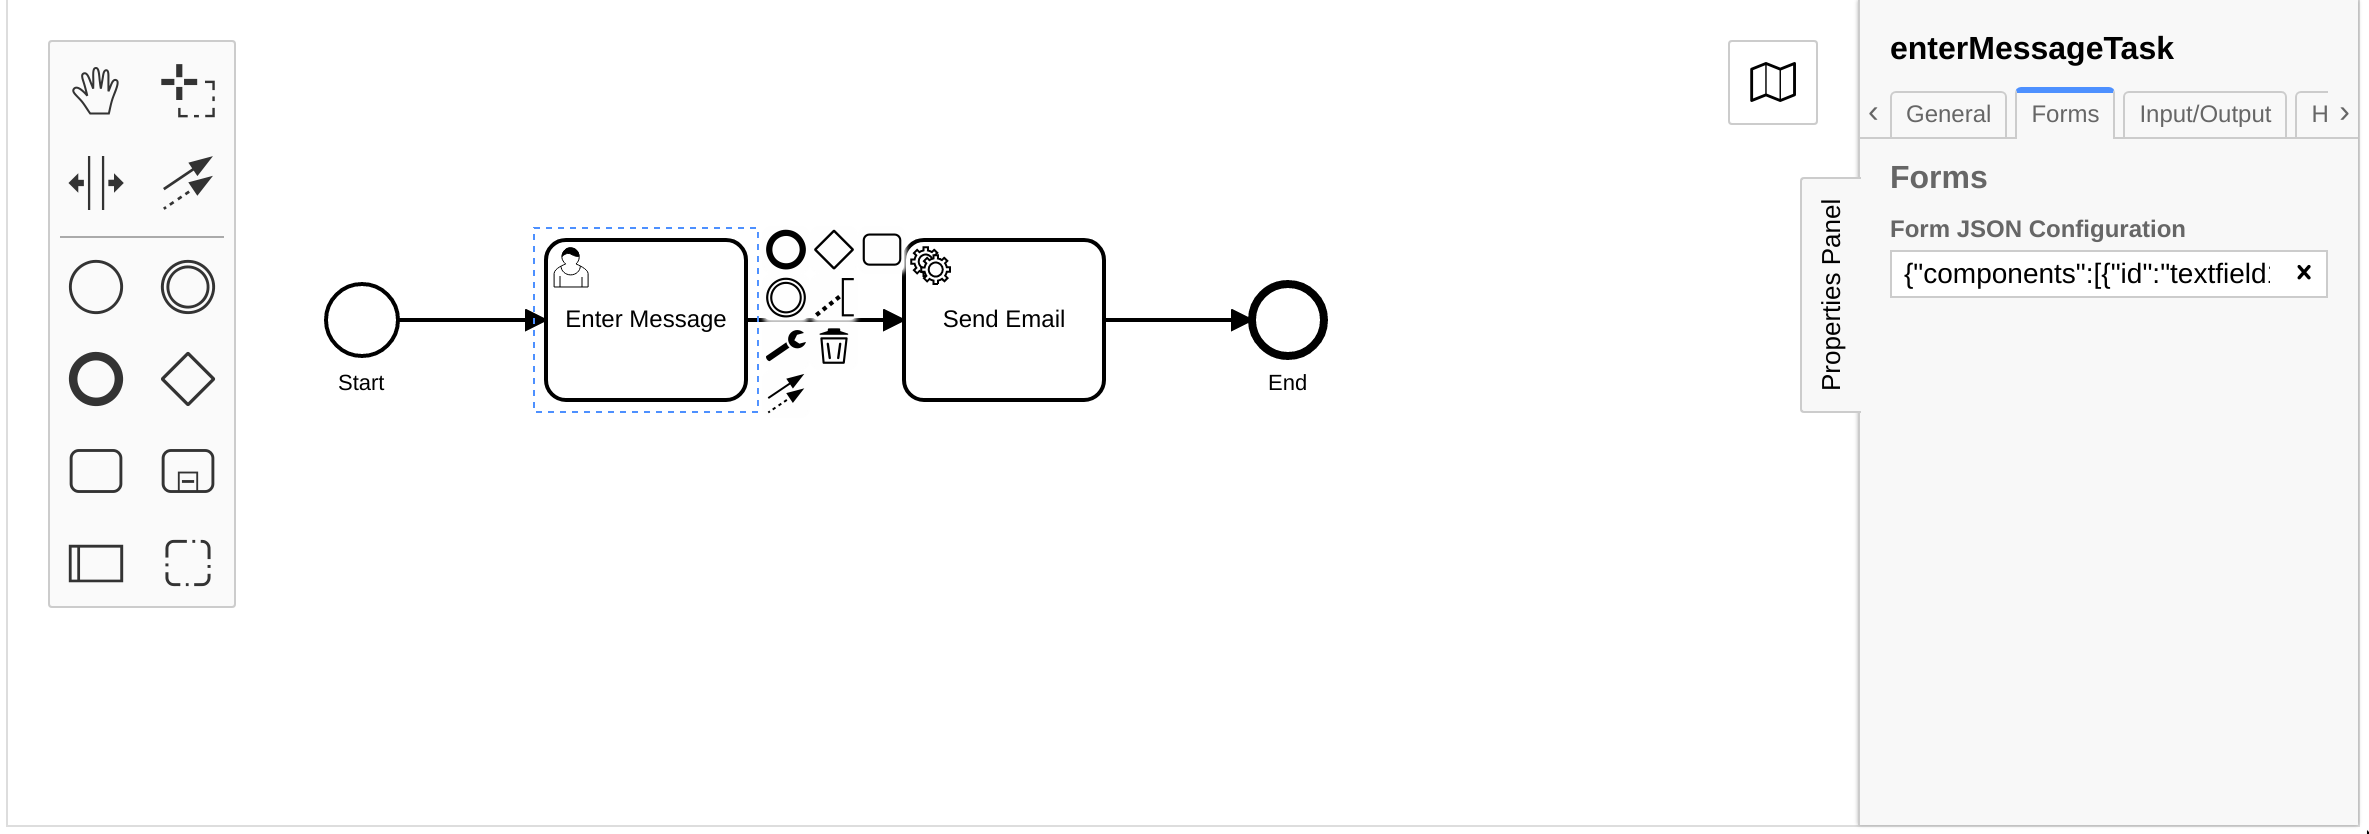 enterMessageTask
‹ General Forms Input/Output H ›
Forms
Form JSON Configuration
{"components":[{"id":"textfield:
Properties Panel
Enter Message
Send Email
Start
End